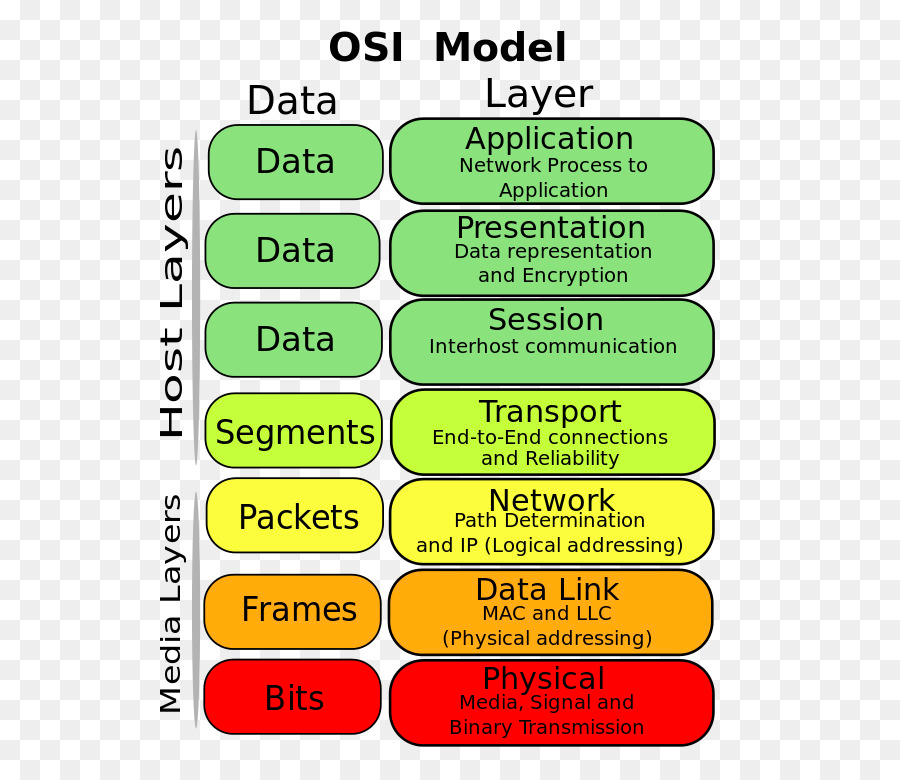 OSI Model
Data
Layer
Host Layers
Data
Application
Network Process to
Application
Data
Presentation
Data representation
and Encryption
Data
Session
Interhost communication
Segments
Transport
End-to-End connections
and Reliability
Media Layers
Packets
Network
Path Determination
and IP (Logical addressing)
Frames
Data Link
MAC and LLC
(Physical addressing)
Bits
Physical
Media, Signal and
Binary Transmission